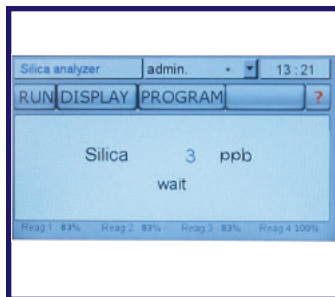 Silica analyzer admin. 13:21
RUN DISPLAY PROGRAM ?
Silica 3 ppb
wait
Reag 1 83% Reag 2 83% Reag 3 83% Reag 4 100%